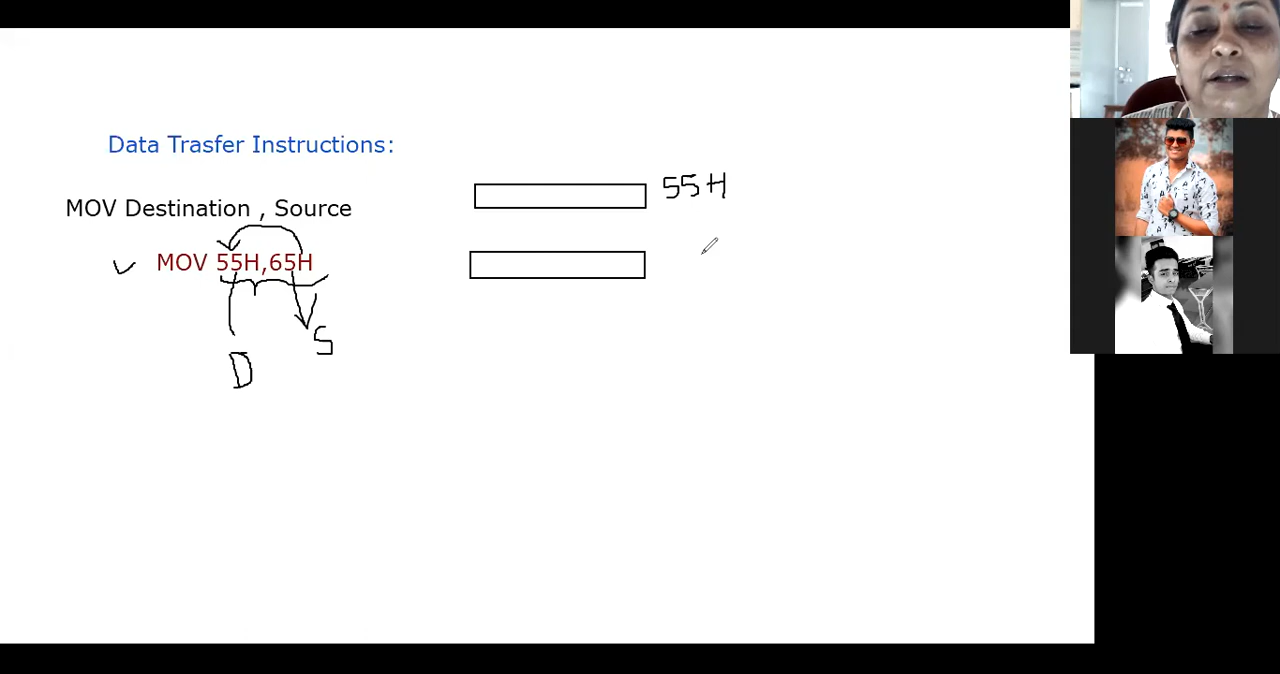 Data Trasfer Instructions:
MOV Destination , Source
55H
MOV 55H,65H
S
D